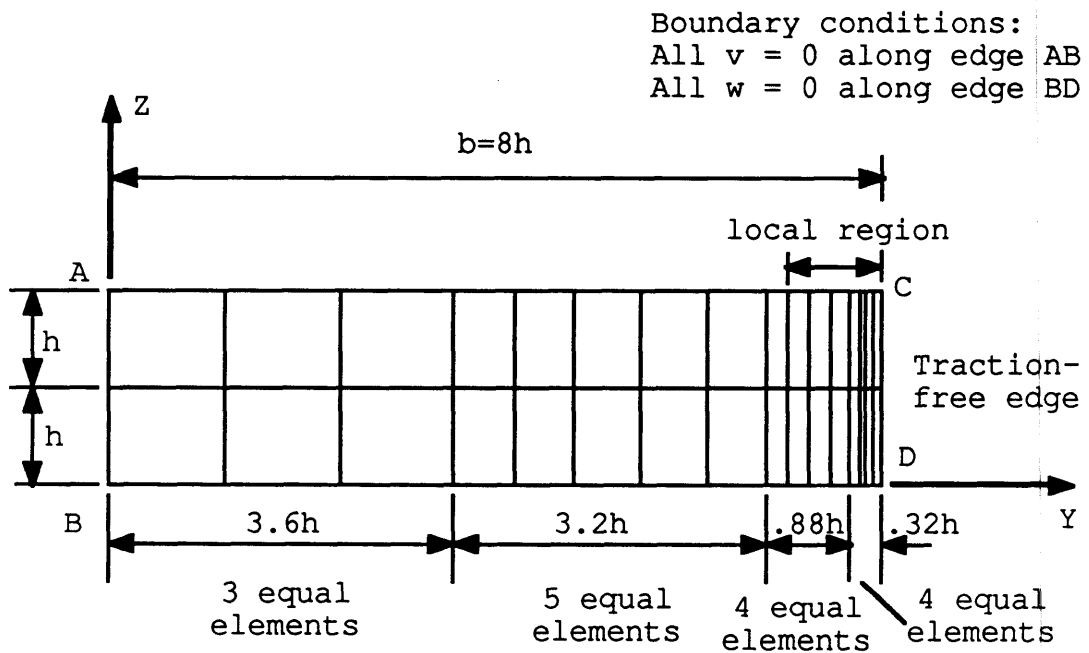 Boundary conditions:
All v = 0 along edge AB
All w = 0 along edge BD
Z
b=8h
local region
A
C
h
Traction-
free edge
h
D
B
3.6h
3.2h
.88h
.32h
Y
3 equal
elements
5 equal
elements
4 equal
elements
4 equal
elements